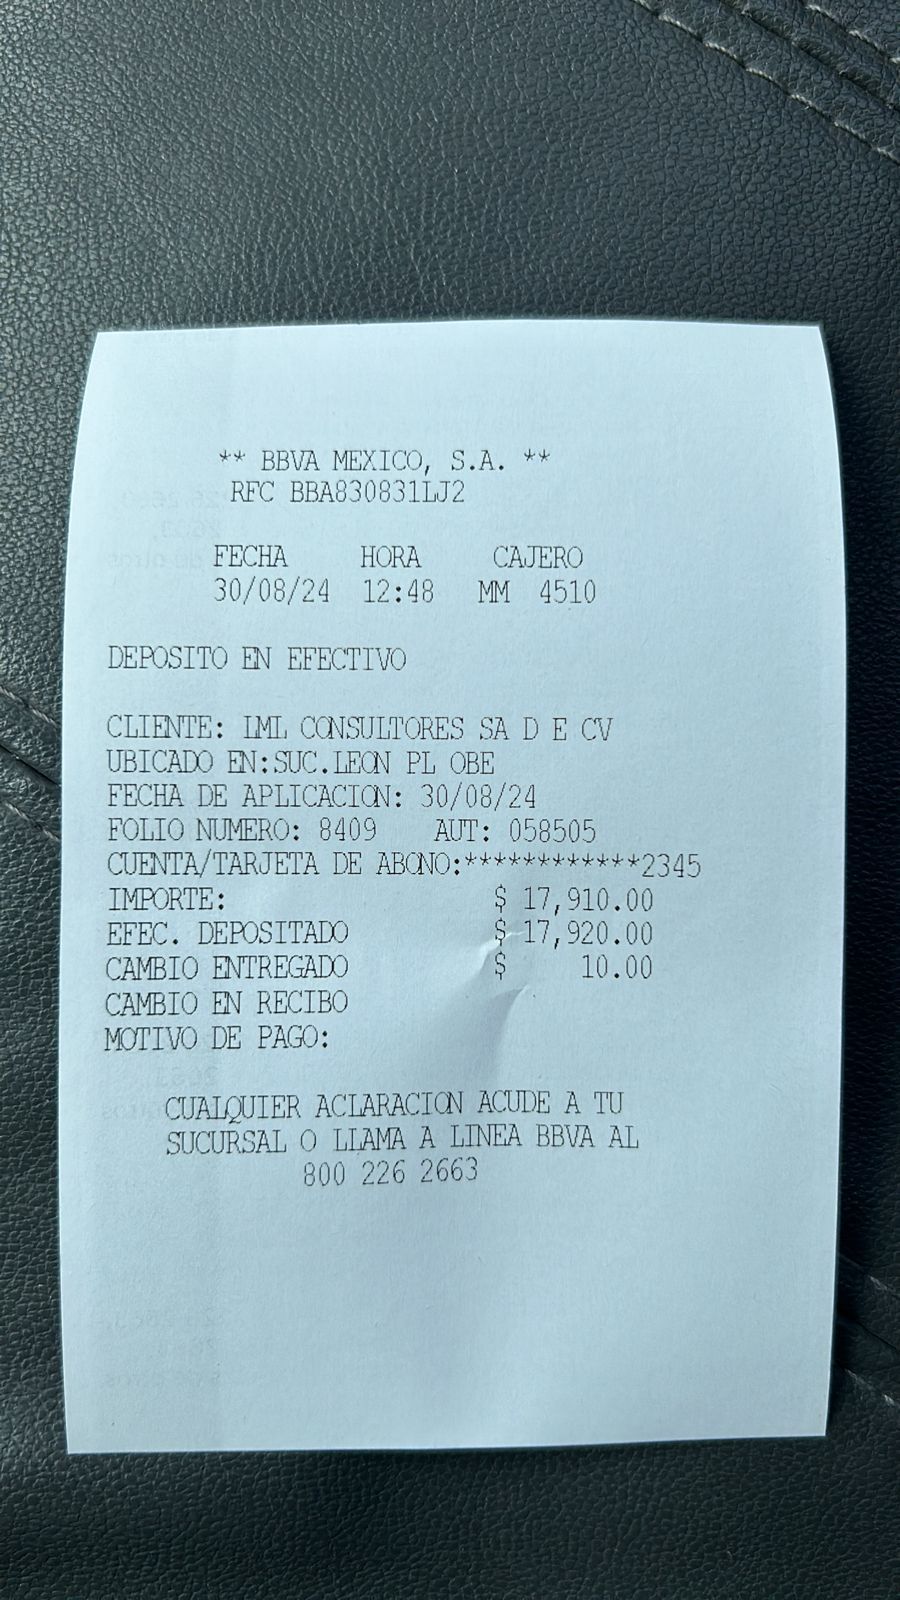 ** BBVA MEXICO, S.A. **
RFC BBA830831LJ2
FECHA HORA CAJERO
30/08/24 12:48 MM 4510
DEPOSITO EN EFECTIVO
CLIENTE: LML CONSULTORES SA D E CV
UBICADO EN:SUC.LEON PL OBE
FECHA DE APLICACION: 30/08/24
FOLIO NUMERO: 8409 AUT: 058505
CUENTA/TARJETA DE ABONO:************2345
IMPORTE: $ 17,910.00
EFEC. DEPOSITADO $ 17,920.00
CAMBIO ENTREGADO $ 10.00
CAMBIO EN RECIBO
MOTIVO DE PAGO:
CUALQUIER ACLARACION ACUDE A TU
SUCURSAL O LLAMA A LINEA BBVA AL
800 226 2663